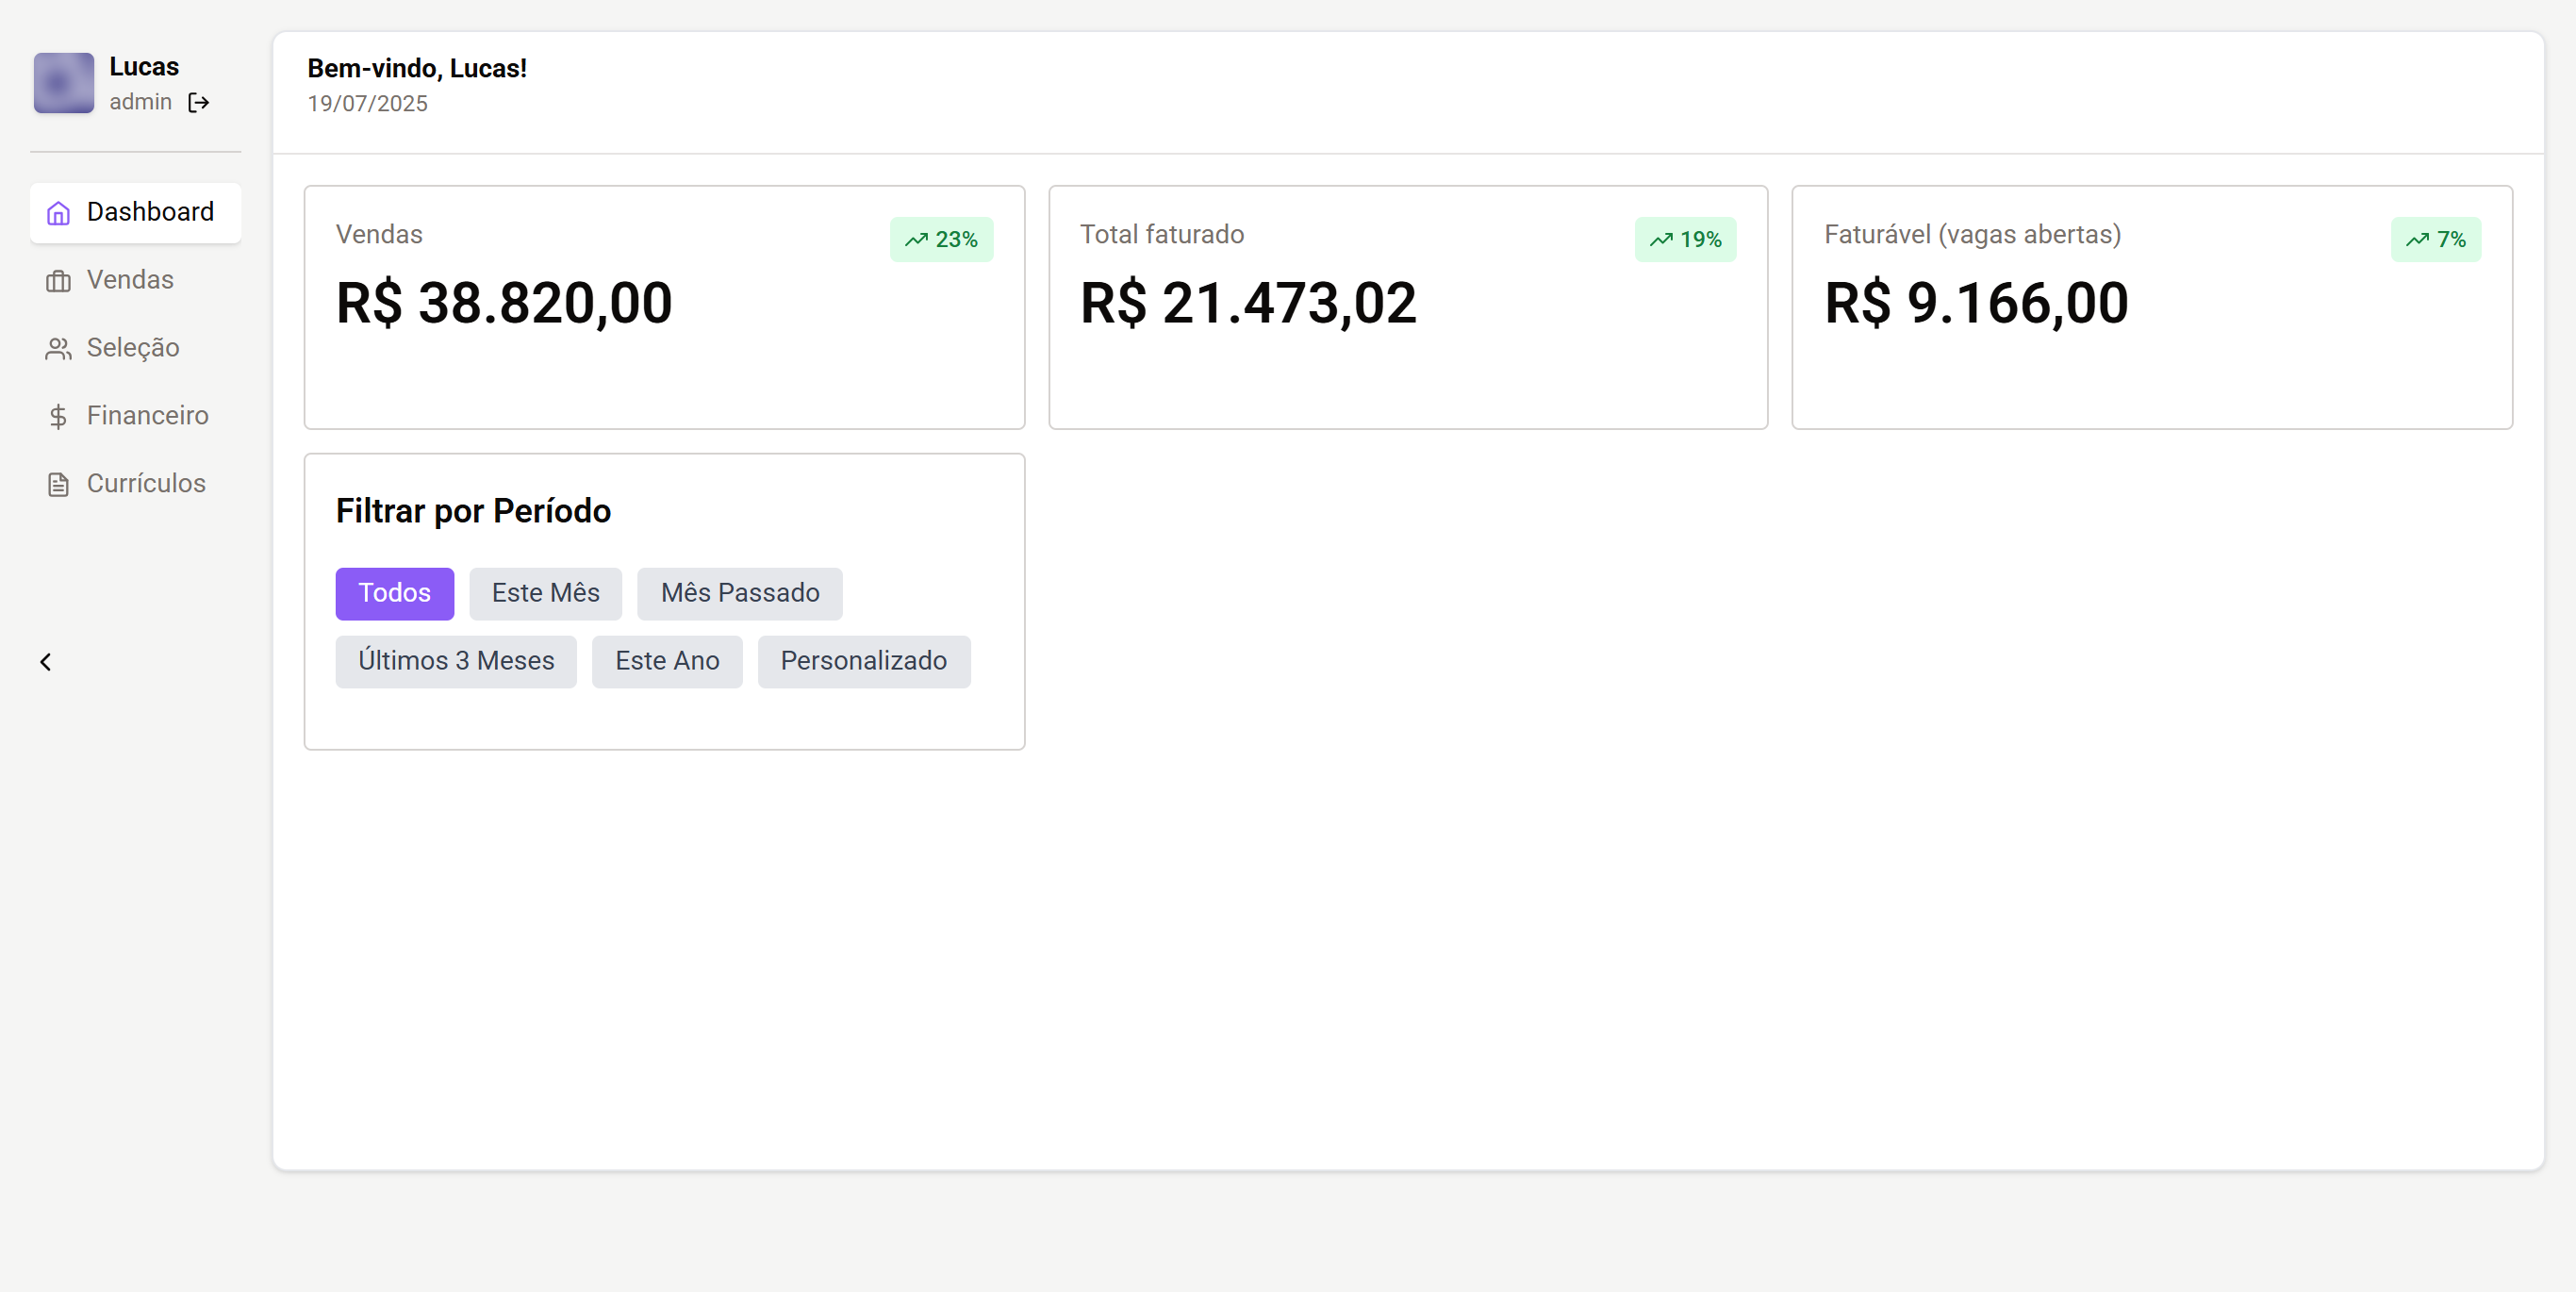 Lucas
admin
Dashboard
Vendas
Seleção
Financeiro
Currículos
Bem-vindo, Lucas!
19/07/2025
Vendas
23%
R$ 38.820,00
Total faturado
19%
R$ 21.473,02
Faturável (vagas abertas)
7%
R$ 9.166,00
Filtrar por Período
Todos Este Mês Mês Passado
Últimos 3 Meses Este Ano Personalizado